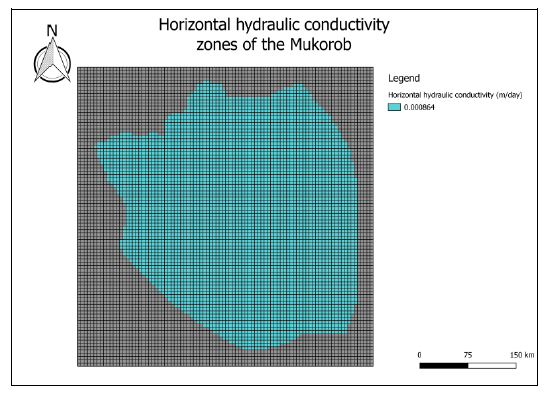 Horizontal hydraulic conductivity
zones of the Mukorob
N
Legend
Horizontal hydraulic conductivity (m/day)
0.000864
0 75 150 km